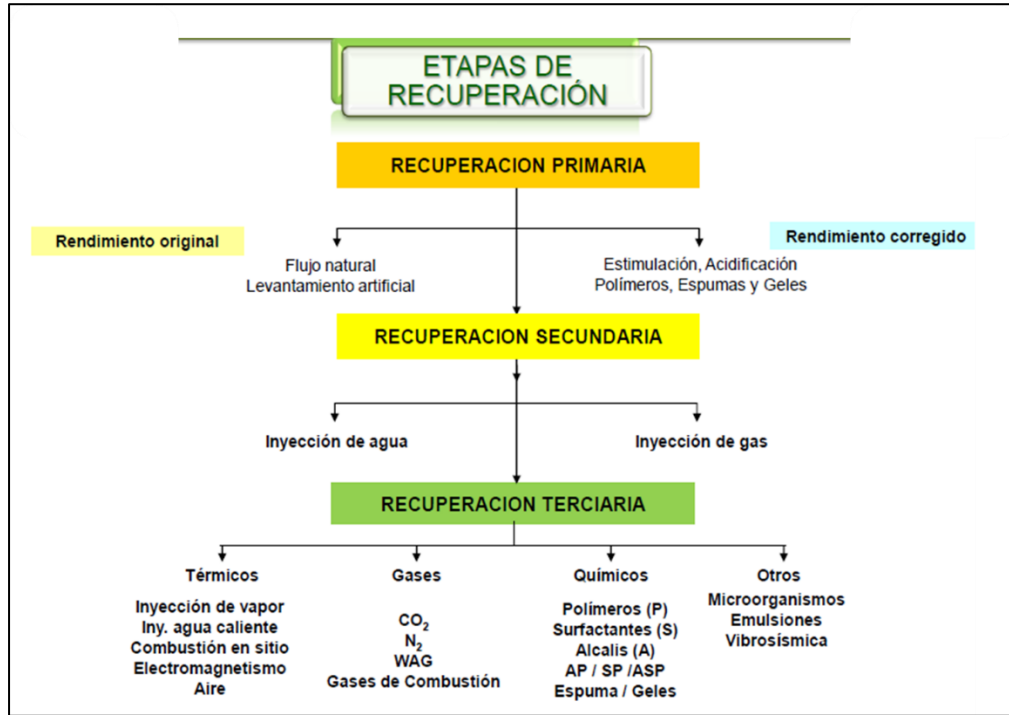 ETAPAS DE
RECUPERACIÓN
RECUPERACION PRIMARIA
Rendimiento original
Rendimiento corregido
Flujo natural
Levantamiento artificial
Estimulación, Acidificación
Polímeros, Espumas y Geles
RECUPERACION SECUNDARIA
Inyección de agua
Inyección de gas
RECUPERACION TERCIARIA
Térmicos
Inyección de vapor
Iny. agua caliente
Combustión en sitio
Electromagnetismo
Aire
Gases
CO₂
N₂
WAG
Gases de Combustión
Químicos
Polímeros (P)
Surfactantes (S)
Alcalis (A)
AP / SP /ASP
Espuma / Geles
Otros
Microorganismos
Emulsiones
Vibrosísmica